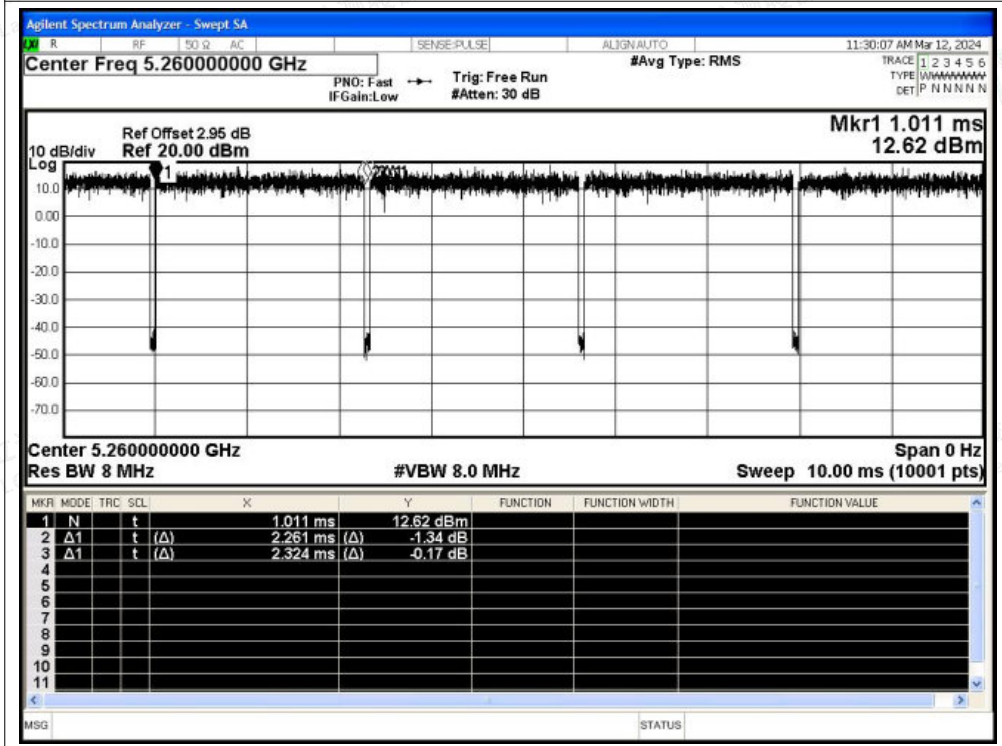 Agilent Spectrum Analyzer - Swept SA
LXI R RF 50 Ω AC SENSE:PULSE ALIGN AUTO 11:30:07 AM Mar 12, 2024
Center Freq 5.260000000 GHz #Avg Type: RMS TRACE 1 2 3 4 5 6
PNO: Fast Trig: Free Run TYPE WWWWWW
IFGain:Low #Atten: 30 dB DET P N N N N N
Mkr1 1.011 ms
Ref Offset 2.95 dB
10 dB/div Ref 20.00 dBm 12.62 dBm
Log
1
10.0
0.00
-10.0
-20.0
-30.0
-40.0
-50.0
-60.0
-70.0
Center 5.260000000 GHz Span 0 Hz
Res BW 8 MHz #VBW 8.0 MHz Sweep 10.00 ms (10001 pts)
MKR MODE TRC SCL X Y FUNCTION FUNCTION WIDTH FUNCTION VALUE
1 N t 1.011 ms 12.62 dBm
2 Δ1 t (Δ) 2.261 ms (Δ) -1.34 dB
3 Δ1 t (Δ) 2.324 ms (Δ) -0.17 dB
4
5
6
7
8
9
10
11
MSG STATUS